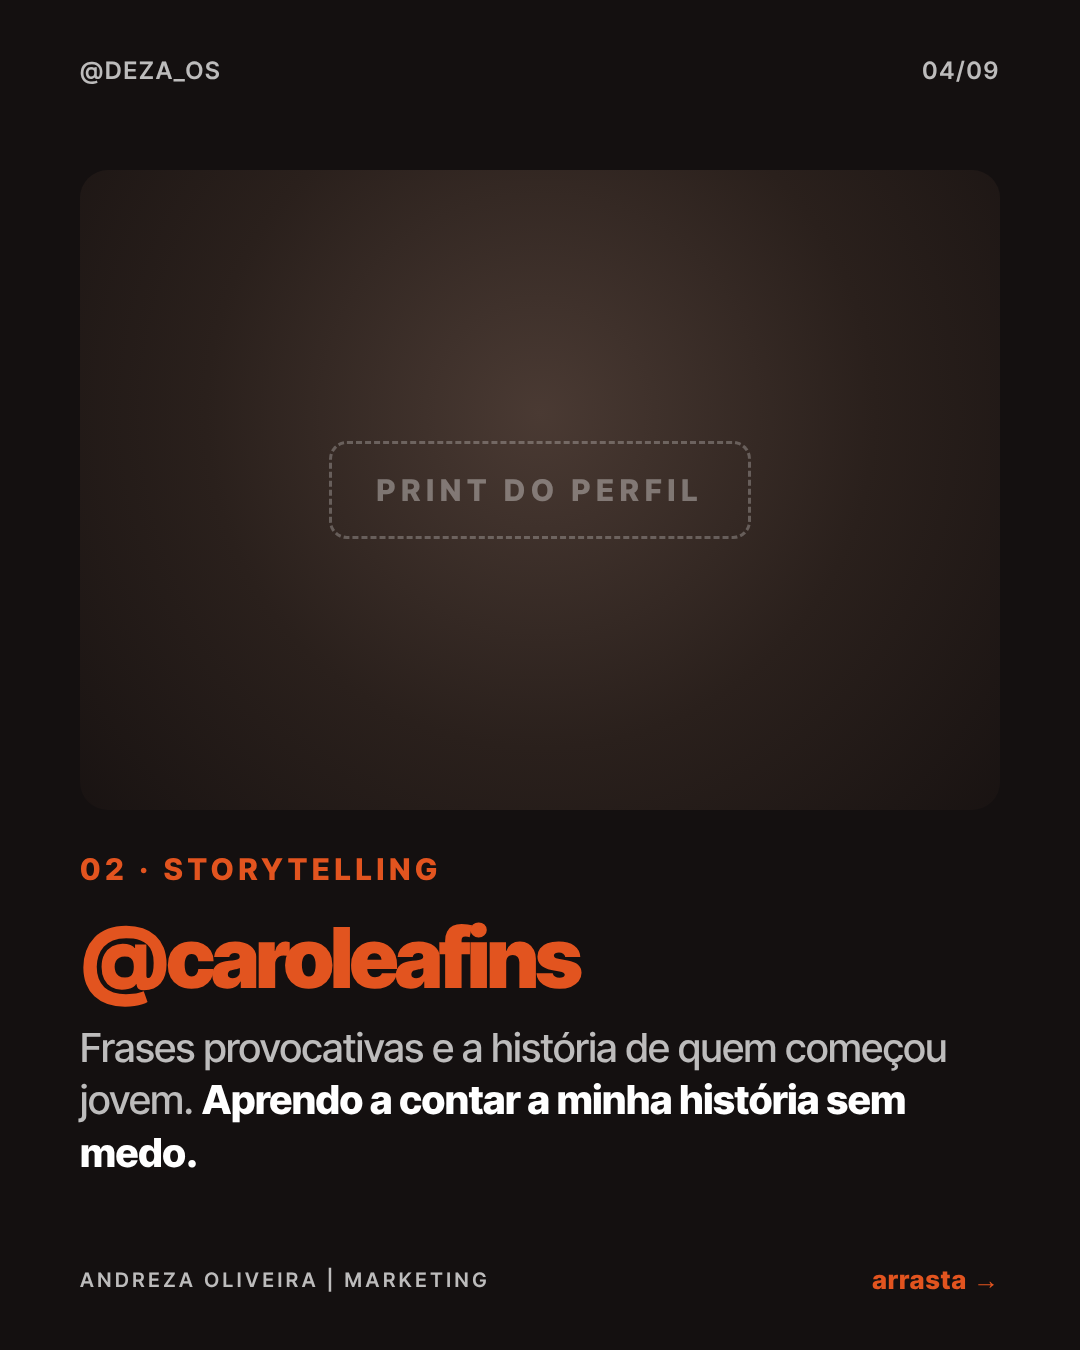 @DEZA_OS
04/09
PRINT DO PERFIL
02 · STORYTELLING
@caroleafins
Frases provocativas e a história de quem começou
jovem. Aprendo a contar a minha história sem
medo.
ANDREZA OLIVEIRA | MARKETING
arrasta →